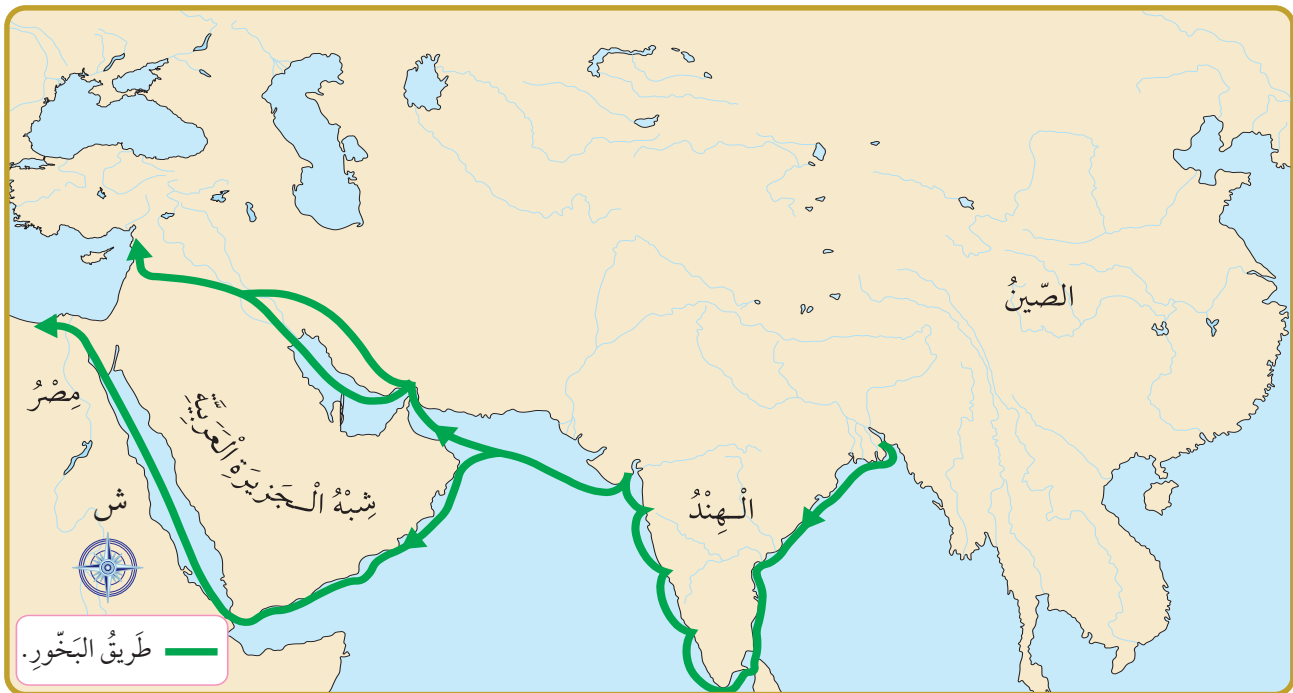 الصّينُ
مِصْرُ
شِبْهُ الْـجَزيرَةِ الْعَرَبِيَّةِ
الْـهِنْدُ
ش
طَريقُ البَخّورِ.